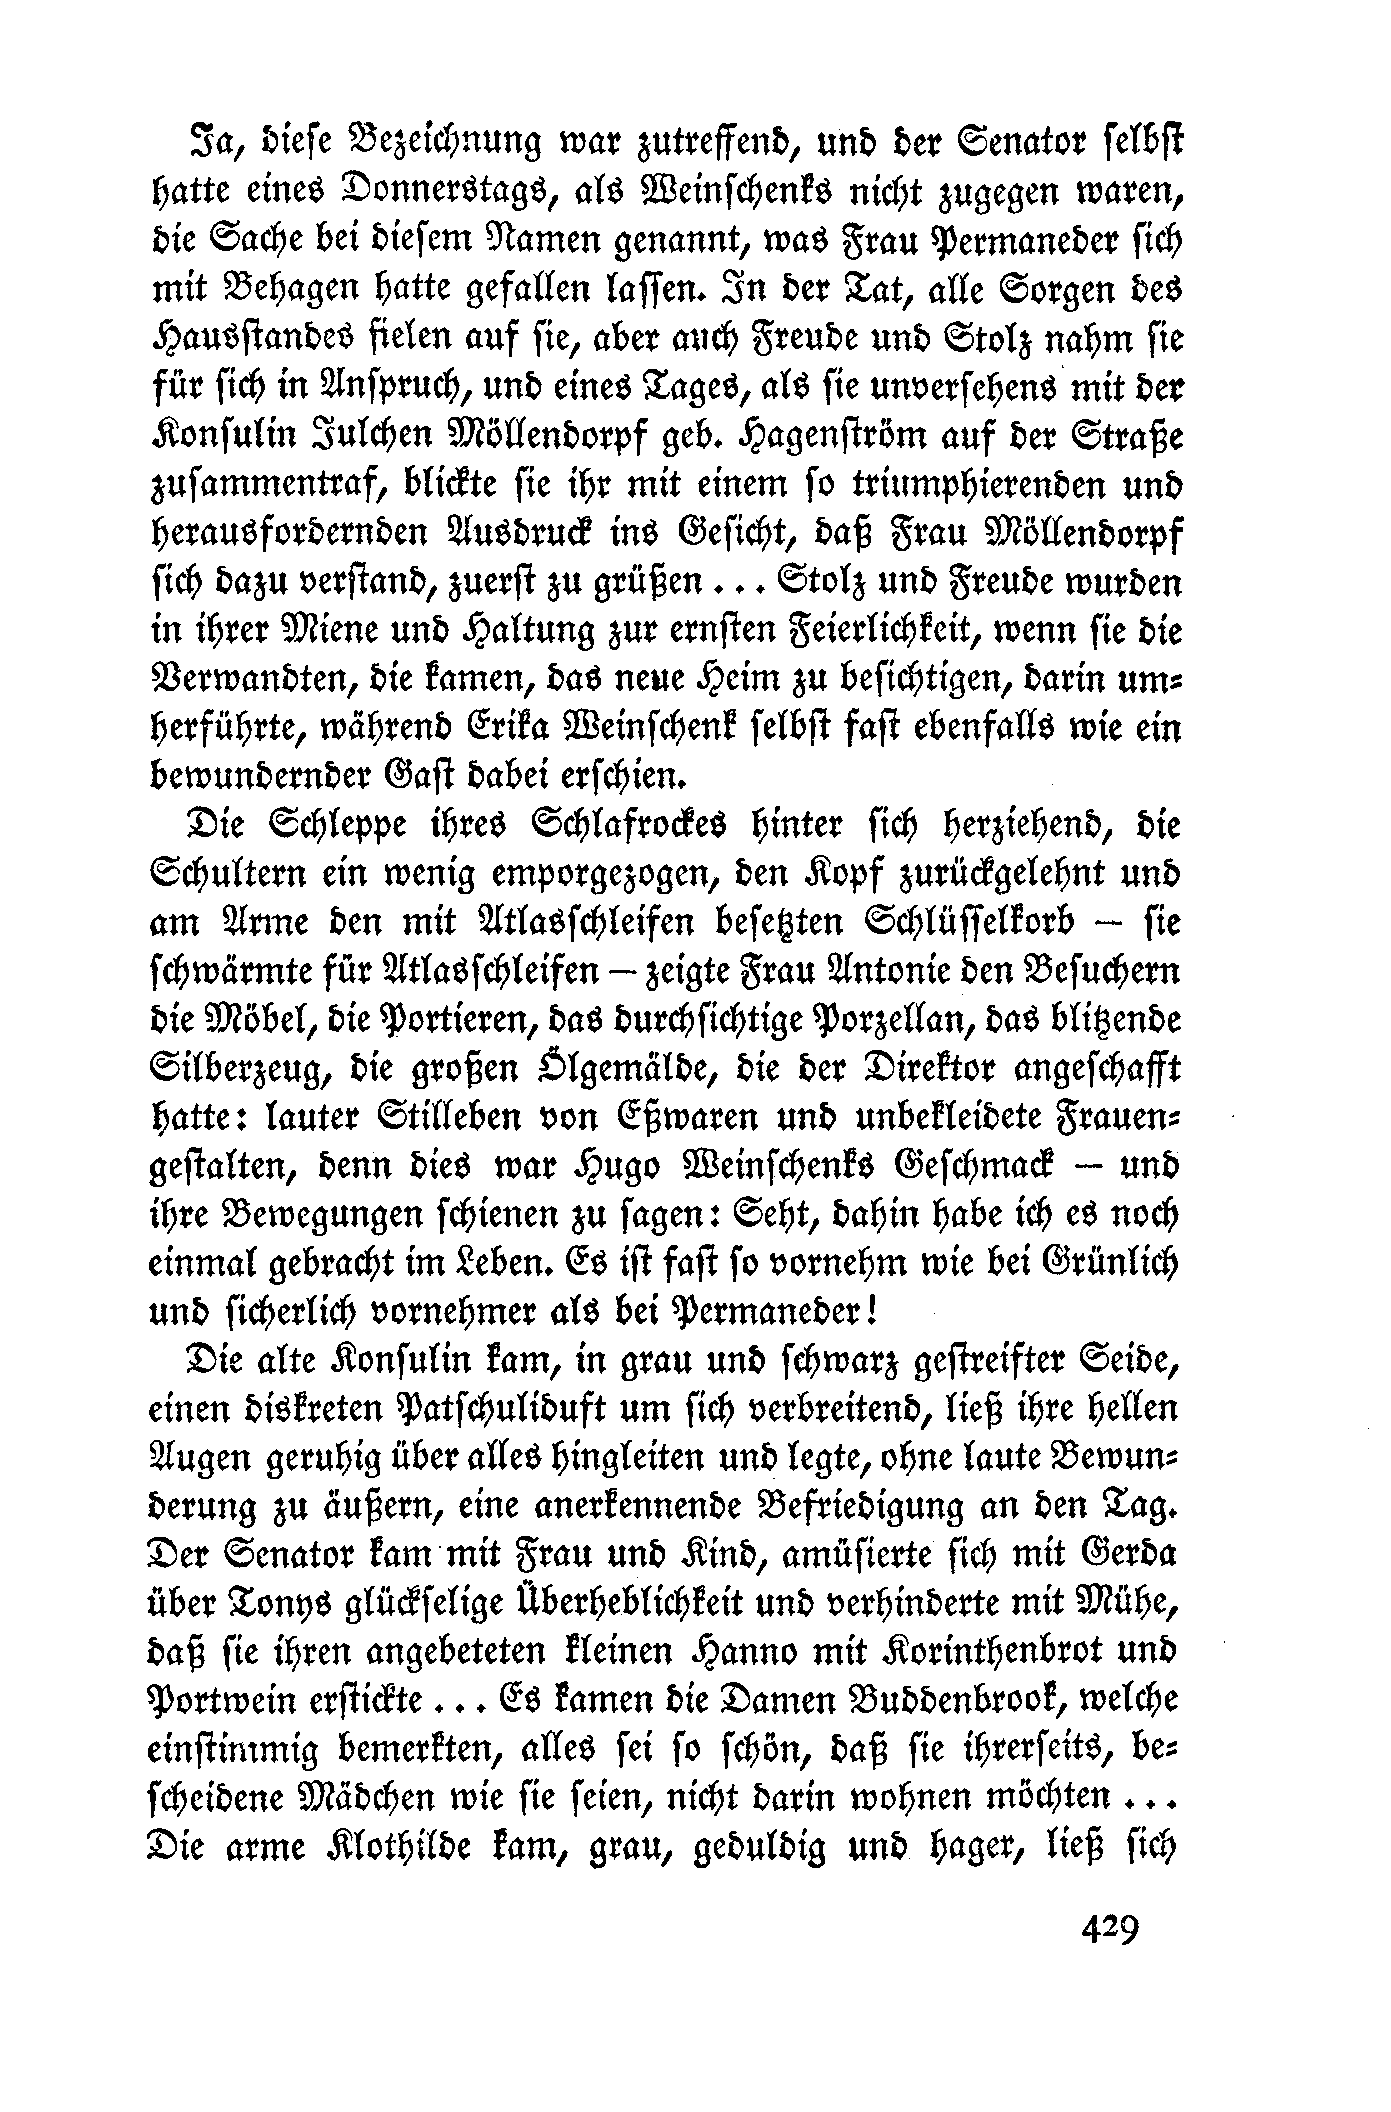 Ja, diese Bezeichnung war zutreffend, und der Senator selbst
hatte eines Donnerstags, als Weinschenks nicht zugegen waren,
die Sache bei diesem Namen genannt, was Frau Permaneder sich
mit Behagen hatte gefallen lassen. In der Tat, alle Sorgen des
Hausstandes fielen auf sie, aber auch Freude und Stolz nahm sie
für sich in Anspruch, und eines Tages, als sie unversehens mit der
Konsulin Julchen Möllendorpf geb. Hagenström auf der Straße
zusammentraf, blickte sie ihr mit einem so triumphierenden und
herausfordernden Ausdruck ins Gesicht, daß Frau Möllendorpf
sich dazu verstand, zuerst zu grüßen . . . Stolz und Freude wurden
in ihrer Miene und Haltung zur ernsten Feierlichkeit, wenn sie die
Verwandten, die kamen, das neue Heim zu besichtigen, darin um-
herführte, während Erika Weinschenk selbst fast ebenfalls wie ein
bewundernder Gast dabei erschien.
Die Schleppe ihres Schlafrockes hinter sich herziehend, die
Schultern ein wenig emporgezogen, den Kopf zurückgelehnt und
am Arme den mit Atlasschleifen besetzten Schlüsselkorb – sie
schwärmte für Atlasschleifen – zeigte Frau Antonie den Besuchern
die Möbel, die Portieren, das durchsichtige Porzellan, das blitzende
Silberzeug, die großen Ölgemälde, die der Direktor angeschafft
hatte: lauter Stilleben von Eßwaren und unbekleidete Frauen-
gestalten, denn dies war Hugo Weinschenks Geschmack – und
ihre Bewegungen schienen zu sagen: Seht, dahin habe ich es noch
einmal gebracht im Leben. Es ist fast so vornehm wie bei Grünlich
und sicherlich vornehmer als bei Permaneder!
Die alte Konsulin kam, in grau und schwarz gestreifter Seide,
einen diskreten Patschuliduft um sich verbreitend, ließ ihre hellen
Augen geruhig über alles hingleiten und legte, ohne laute Bewun-
derung zu äußern, eine anerkennende Befriedigung an den Tag.
Der Senator kam mit Frau und Kind, amüsierte sich mit Gerda
über Tonys glückselige Überheblichkeit und verhinderte mit Mühe,
daß sie ihren angebeteten kleinen Hanno mit Korinthenbrot und
Portwein erstickte . . . Es kamen die Damen Buddenbrook, welche
einstimmig bemerkten, alles sei so schön, daß sie ihrerseits, be-
scheidene Mädchen wie sie seien, nicht darin wohnen möchten . . .
Die arme Klothilde kam, grau, geduldig und hager, ließ sich
429